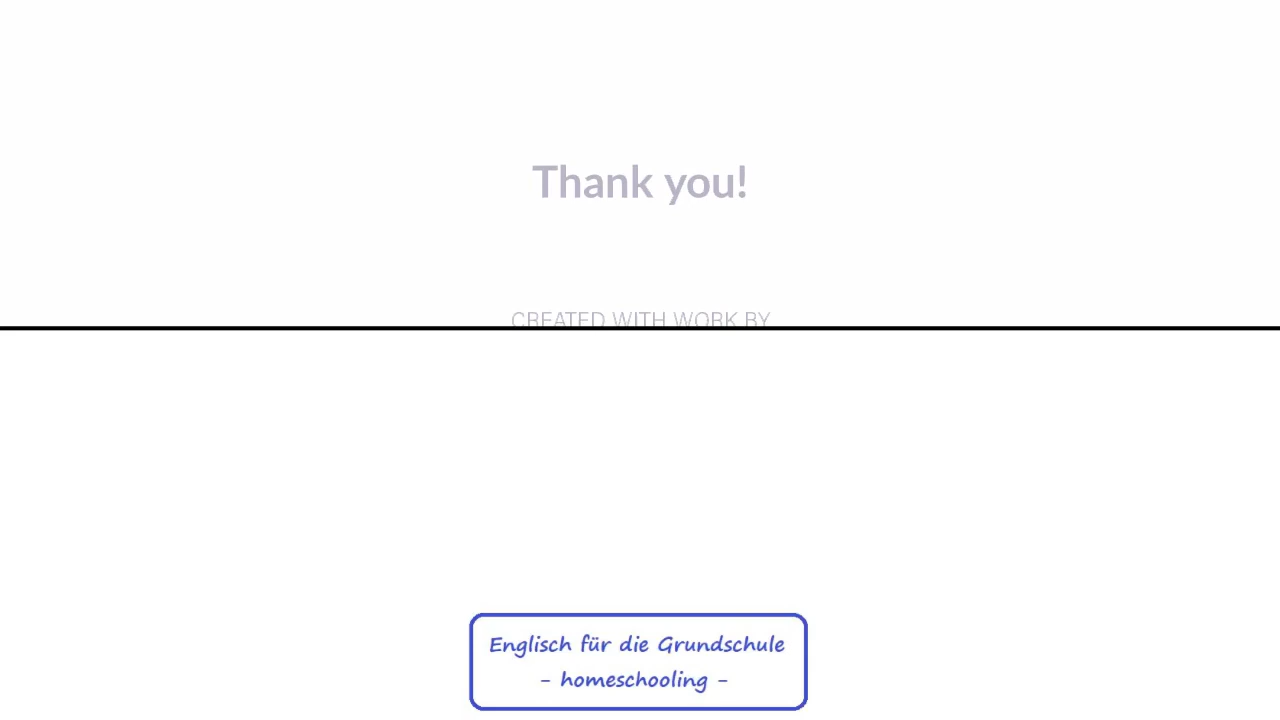 Thank you!
CREATED WITH WORK BY
Englisch für die Grundschule
- homeschooling -